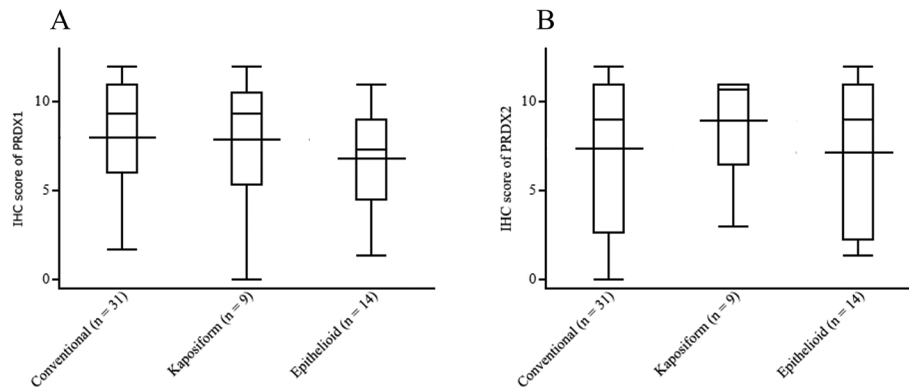 A
IHC score of PRDX1
10
5
0
Conventional (n = 31)
Kaposiform (n = 9)
Epithelioid (n = 14)
B
IHC score of PRDX2
10
5
0
Conventional (n = 31)
Kaposiform (n = 9)
Epithelioid (n = 14)